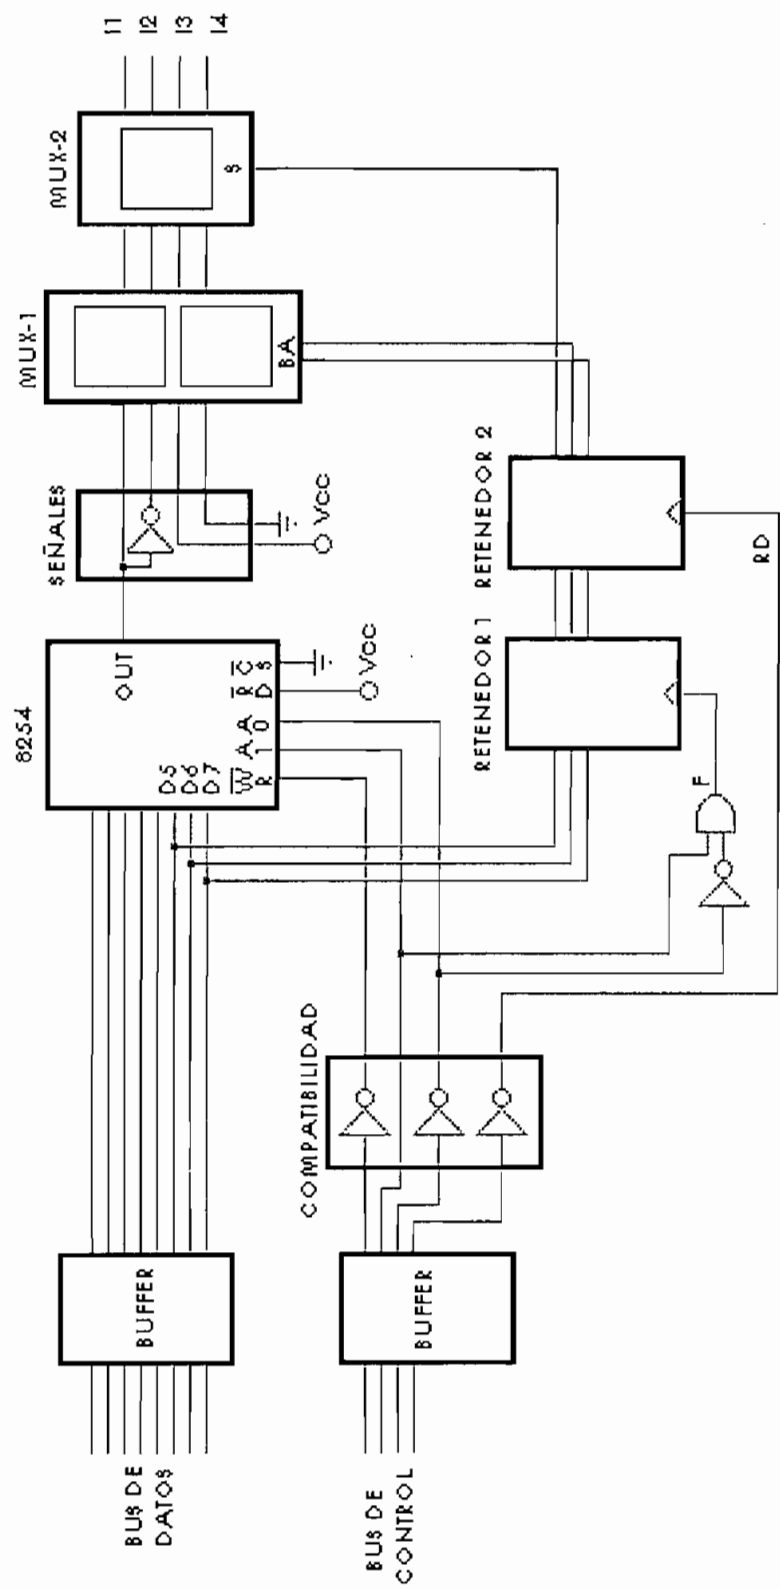 BUS DE
DATOS
BUFFER
BUS DE
CONTROL
BUFFER
COMPATIBILIDAD
8254
OUT
D5
D6
D7
WR
A1
A0
RD
CS
Vcc
SEÑALES
Vcc
MUX-1
BA
MUX-2
S
I1
I2
I3
I4
F
RETENEDOR 1
RETENEDOR 2
RD